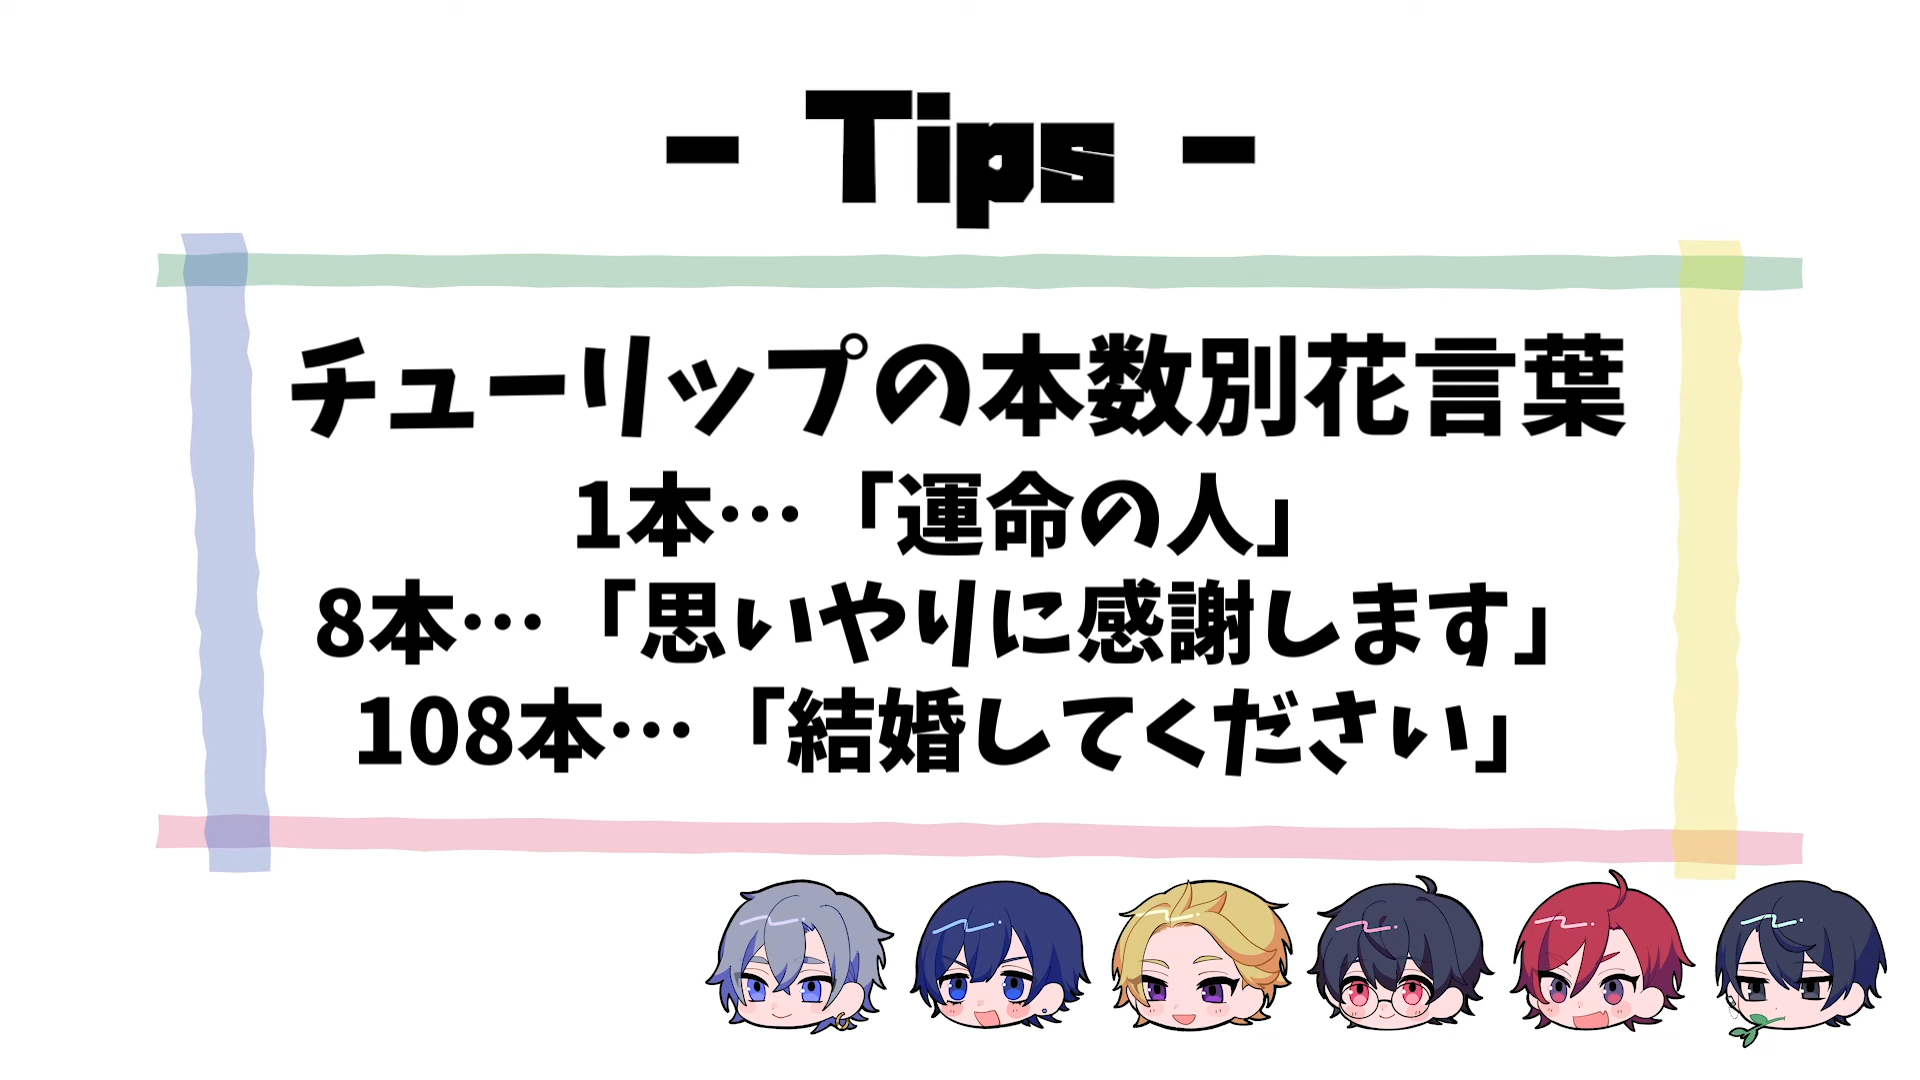 - Tips -
チューリップの本数別花言葉
1本…「運命の人」
8本…「思いやりに感謝します」
108本…「結婚してください」